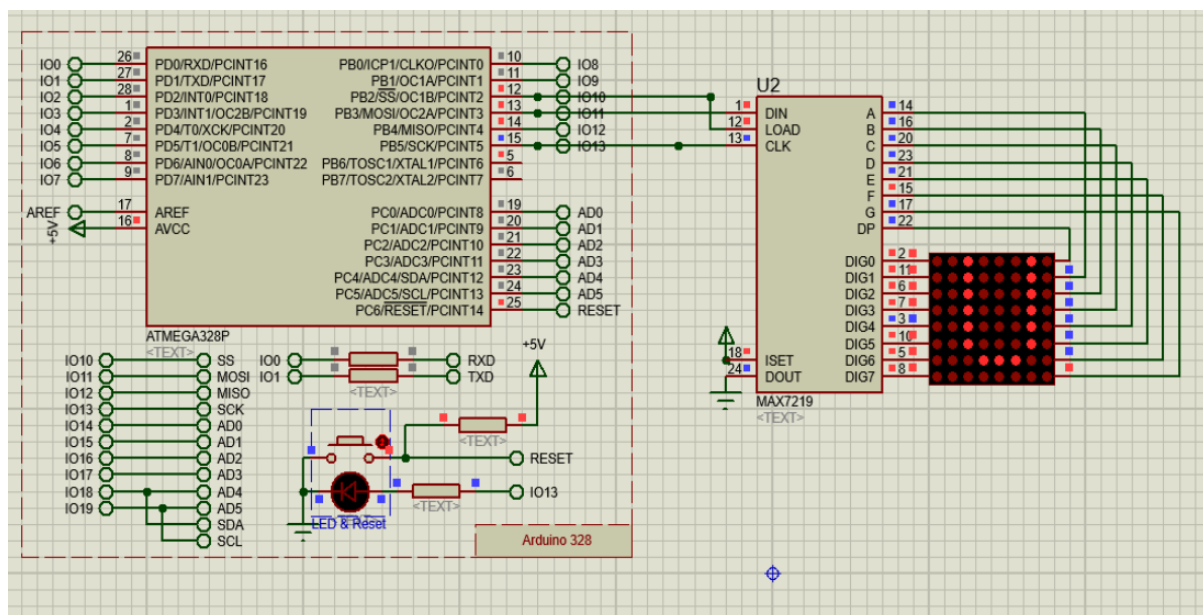 IO0 26 PD0/RXD/PCINT16 PB0/ICP1/CLKO/PCINT0 10 IO8
IO1 27 PD1/TXD/PCINT17 PB1/OC1A/PCINT1 11 IO9
IO2 28 PD2/INT0/PCINT18 PB2/SS/OC1B/PCINT2 12 IO10
IO3 1 PD3/INT1/OC2B/PCINT19 PB3/MOSI/OC2A/PCINT3 13 IO11
IO4 2 PD4/T0/XCK/PCINT20 PB4/MISO/PCINT4 14 IO12
IO5 7 PD5/T1/OC0B/PCINT21 PB5/SCK/PCINT5 15 IO13
IO6 8 PD6/AIN0/OC0A/PCINT22 PB6/TOSC1/XTAL1/PCINT6 5
IO7 9 PD7/AIN1/PCINT23 PB7/TOSC2/XTAL2/PCINT7 6
AREF 17 AREF PC0/ADC0/PCINT8 19 AD0
+5V 16 AVCC PC1/ADC1/PCINT9 20 AD1
PC2/ADC2/PCINT10 21 AD2
PC3/ADC3/PCINT11 22 AD3
PC4/ADC4/SDA/PCINT12 23 AD4
PC5/ADC5/SCL/PCINT13 24 AD5
PC6/RESET/PCINT14 25 RESET
ATMEGA328P
<TEXT>
U2
1 DIN A 14
12 LOAD B 16
13 CLK C 20
D 23
E 21
F 15
G 17
DP 22
DIG0 2
DIG1 11
DIG2 6
DIG3 7
DIG4 3
DIG5 10
18 ISET DIG6 5
24 DOUT DIG7 8
MAX7219
<TEXT>
IO10 SS
IO11 MOSI
IO12 MISO
IO13 SCK
IO14 AD0
IO15 AD1
IO16 AD2
IO17 AD3
IO18 AD4
IO19 AD5
SDA
SCL
IO0 RXD
IO1 TXD
<TEXT>
+5V
<TEXT>
RESET
IO13
<TEXT>
LED & Reset
Arduino 328